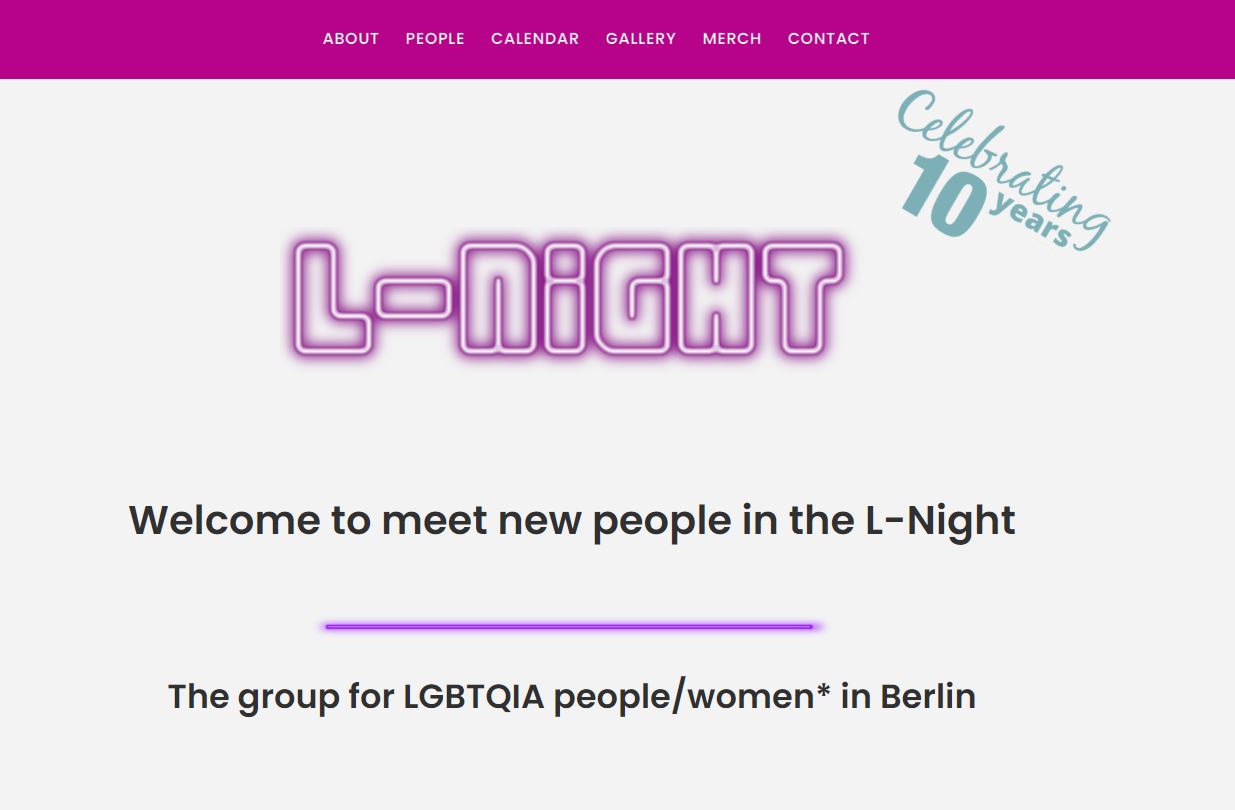 ABOUT PEOPLE CALENDAR GALLERY MERCH CONTACT
Celebrating
10 years
L-NiGHT
Welcome to meet new people in the L-Night
The group for LGBTQIA people/women* in Berlin